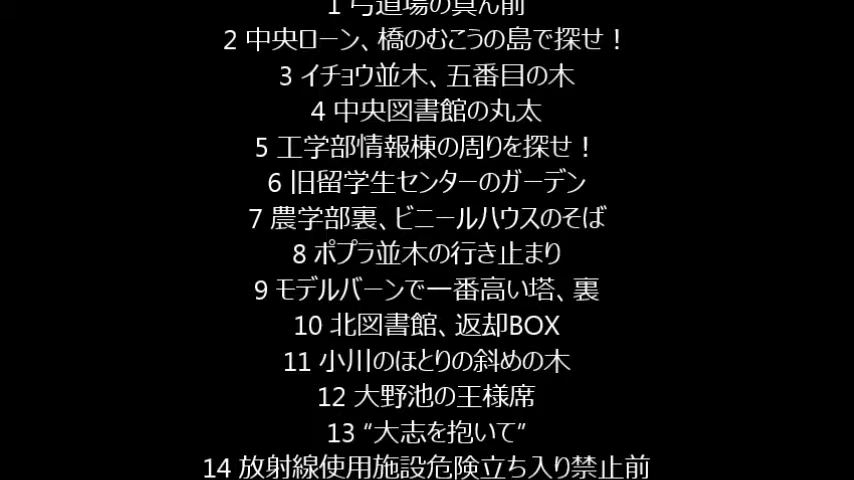 1 弓道場の真ん前
2 中央ローン、橋のむこうの島で探せ！
3 イチョウ並木、五番目の木
4 中央図書館の丸太
5 工学部情報棟の周りを探せ！
6 旧留学生センターのガーデン
7 農学部裏、ビニールハウスのそば
8 ポプラ並木の行き止まり
9 モデルバーンで一番高い塔、裏
10 北図書館、返却BOX
11 小川のほとりの斜めの木
12 大野池の王様席
13 “大志を抱いて”
14 放射線使用施設危険立ち入り禁止前